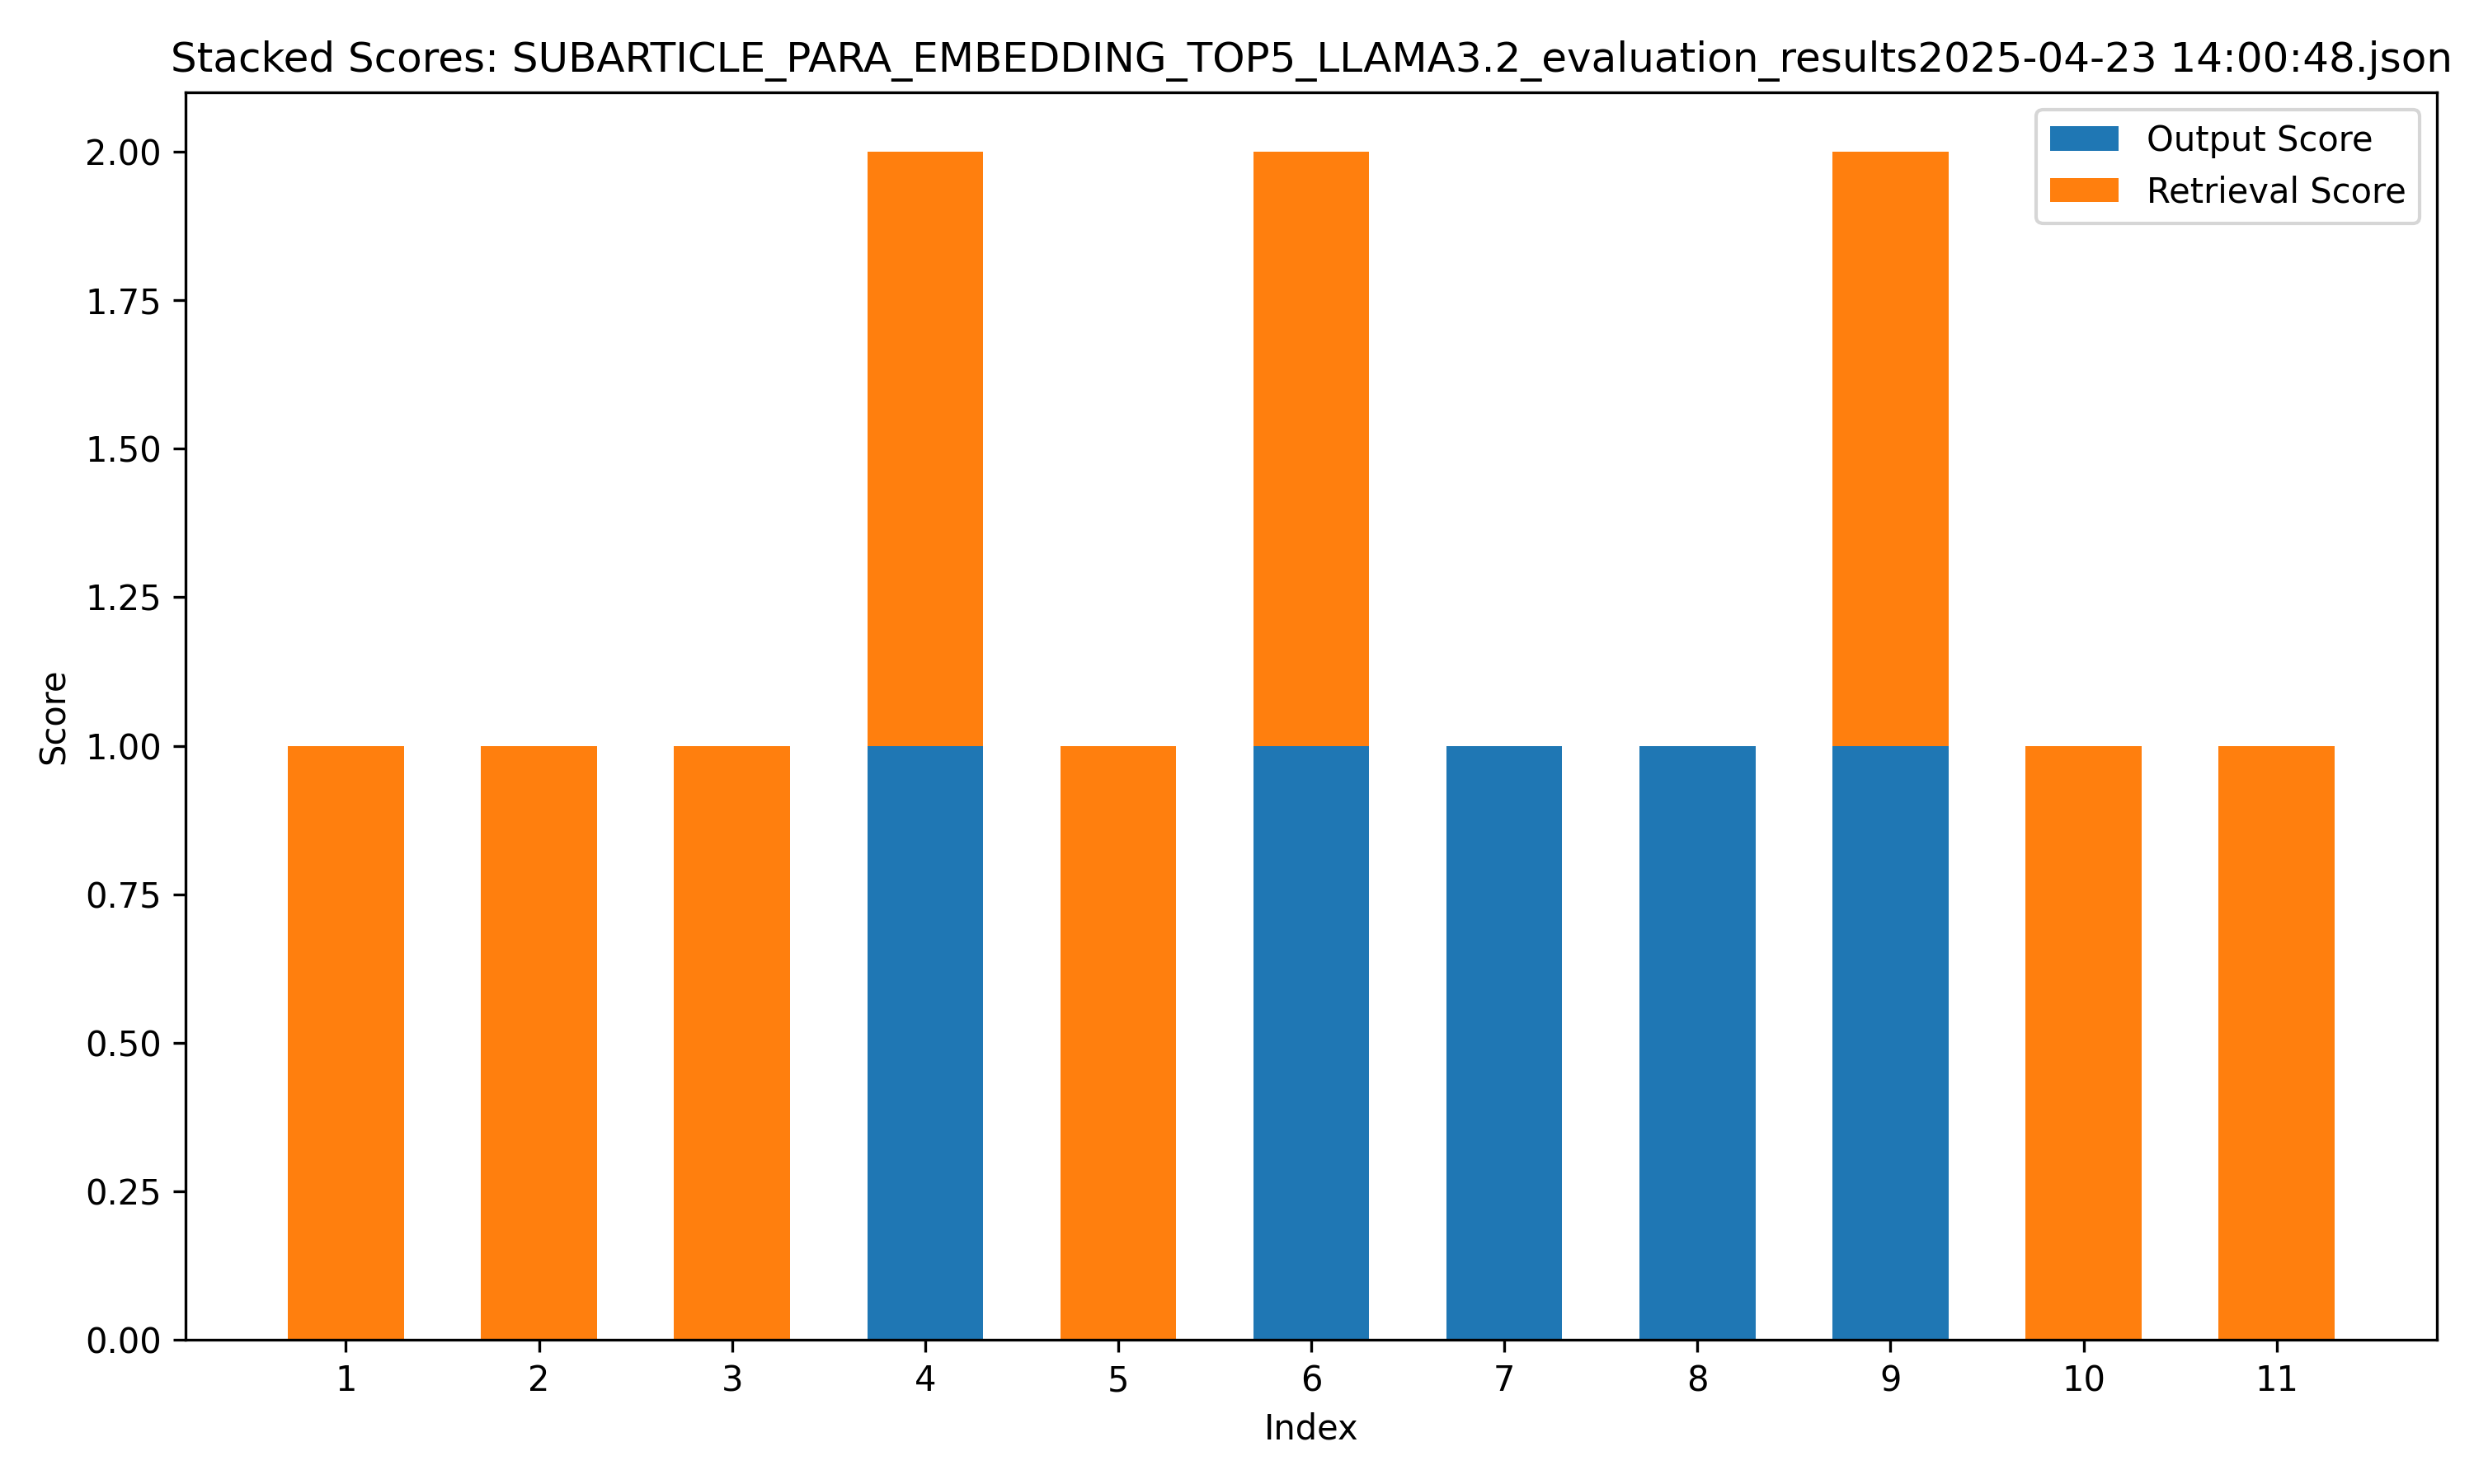 Stacked Scores: SUBARTICLE_PARA_EMBEDDING_TOP5_LLAMA3.2_evaluation_results2025-04-23 14:00:48.json
Output Score
Retrieval Score
2.00
1.75
1.50
1.25
1.00
0.75
0.50
0.25
0.00
Score
1 2 3 4 5 6 7 8 9 10 11
Index